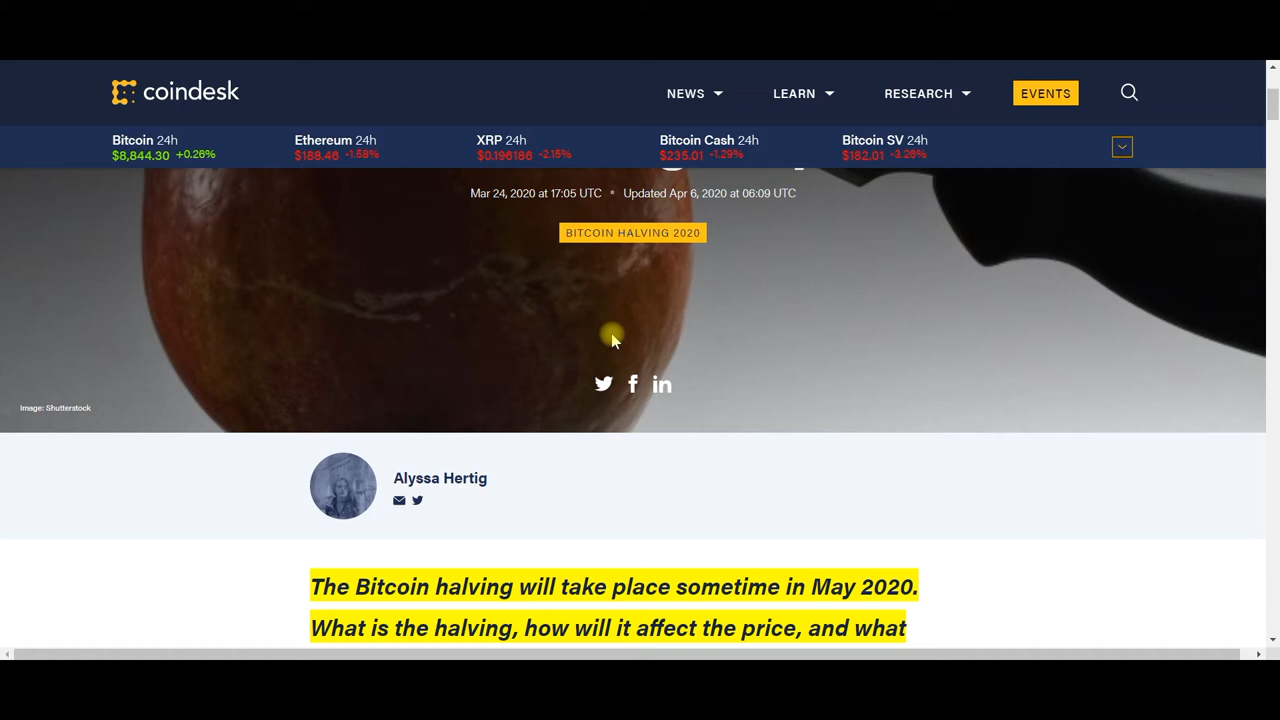 coindesk
NEWS LEARN RESEARCH EVENTS
Bitcoin 24h Ethereum 24h XRP 24h Bitcoin Cash 24h Bitcoin SV 24h
$8,844.30 +0.26% $188.46 -1.58% $0.196186 -2.15% $235.01 -1.29% $182.01 -3.26%
Mar 24, 2020 at 17:05 UTC ▪ Updated Apr 6, 2020 at 06:09 UTC
BITCOIN HALVING 2020
Image: Shutterstock
Alyssa Hertig
The Bitcoin halving will take place sometime in May 2020.
What is the halving, how will it affect the price, and what